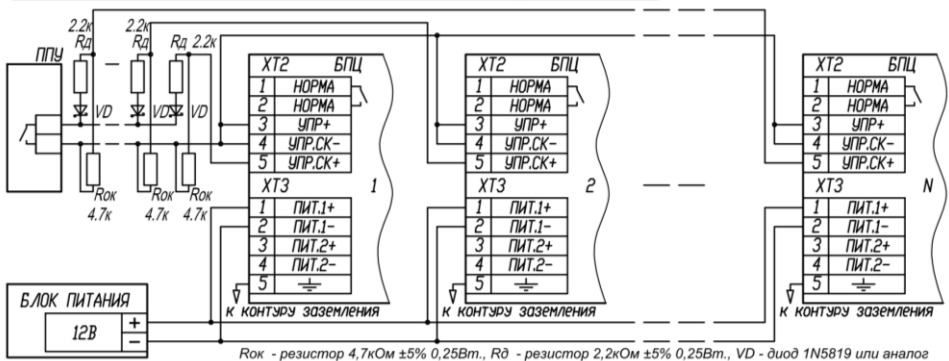 2.2к 2.2к
Rд Rд Rд 2.2к
ППУ
VD VD VD
Rок Rок Rок
4.7к 4.7к 4.7к
XT2 БПЦ
1 НОРМА
2 НОРМА
3 УПР+
4 УПР.СК-
5 УПР.СК+
XT3 1
1 ПИТ.1+
2 ПИТ.1-
3 ПИТ.2+
4 ПИТ.2-
5
к контуру заземления
XT2 БПЦ
1 НОРМА
2 НОРМА
3 УПР+
4 УПР.СК-
5 УПР.СК+
XT3 2
1 ПИТ.1+
2 ПИТ.1-
3 ПИТ.2+
4 ПИТ.2-
5
к контуру заземления
XT2 БПЦ
1 НОРМА
2 НОРМА
3 УПР+
4 УПР.СК-
5 УПР.СК+
XT3 N
1 ПИТ.1+
2 ПИТ.1-
3 ПИТ.2+
4 ПИТ.2-
5
к контуру заземления
БЛОК ПИТАНИЯ
12В + −
Rок - резистор 4,7кОм ±5% 0,25Вт., Rд - резистор 2,2кОм ±5% 0,25Вт., VD - диод 1N5819 или аналог